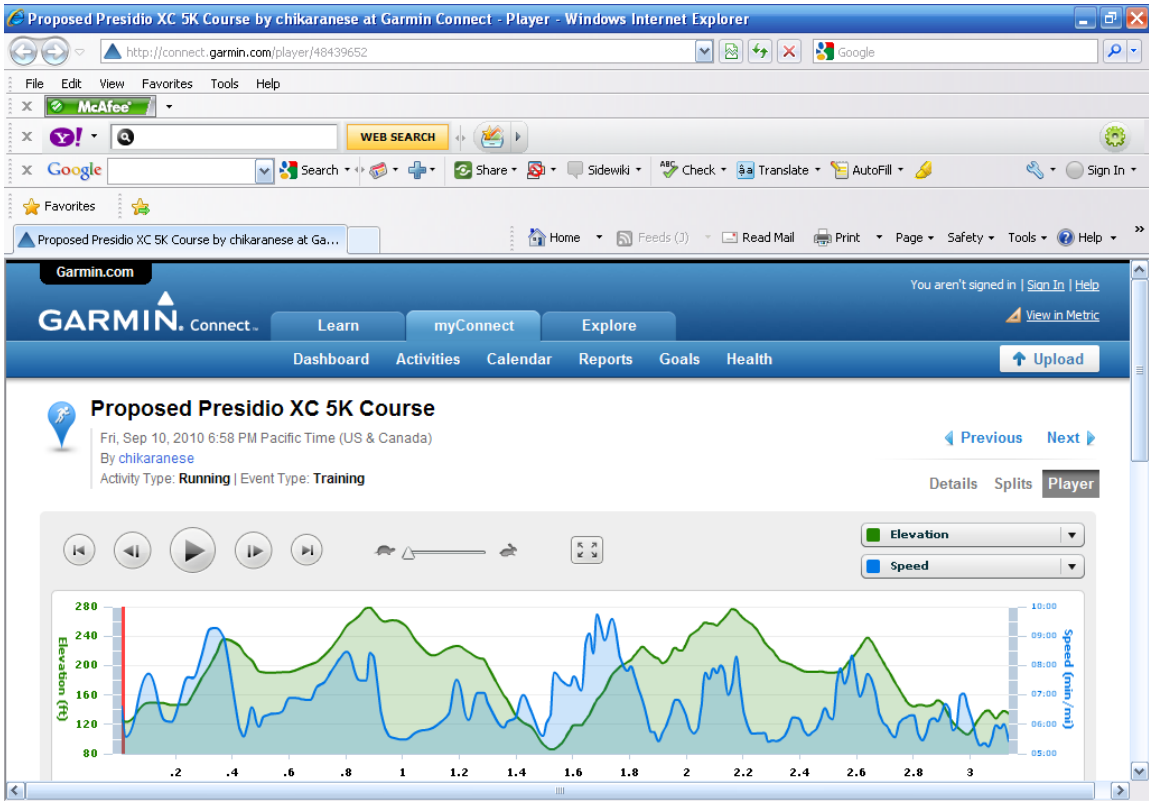 Proposed Presidio XC 5K Course by chikaranese at Garmin Connect - Player - Windows Internet Explorer
http://connect.garmin.com/player/48439652
Google
File Edit View Favorites Tools Help
x McAfee
x Y! WEB SEARCH
x Google Search Share Sidewiki ABC Check âa Translate AutoFill Sign In
Favorites
Proposed Presidio XC 5K Course by chikaranese at Ga... Home Feeds (J) Read Mail Print Page Safety Tools Help »
Garmin.com
You aren't signed in | Sign In | Help
GARMIN. Connect™ Learn myConnect Explore
View in Metric
Dashboard Activities Calendar Reports Goals Health Upload
Proposed Presidio XC 5K Course
Fri, Sep 10, 2010 6:58 PM Pacific Time (US & Canada)
By chikaranese
Activity Type: Running | Event Type: Training
Previous Next
Details Splits Player
Elevation
Speed
Elevation (ft)
280
240
200
160
120
80
10:00
09:00
08:00
07:00
06:00
05:00
Speed (min/mi)
.2 .4 .6 .8 1 1.2 1.4 1.6 1.8 2 2.2 2.4 2.6 2.8 3